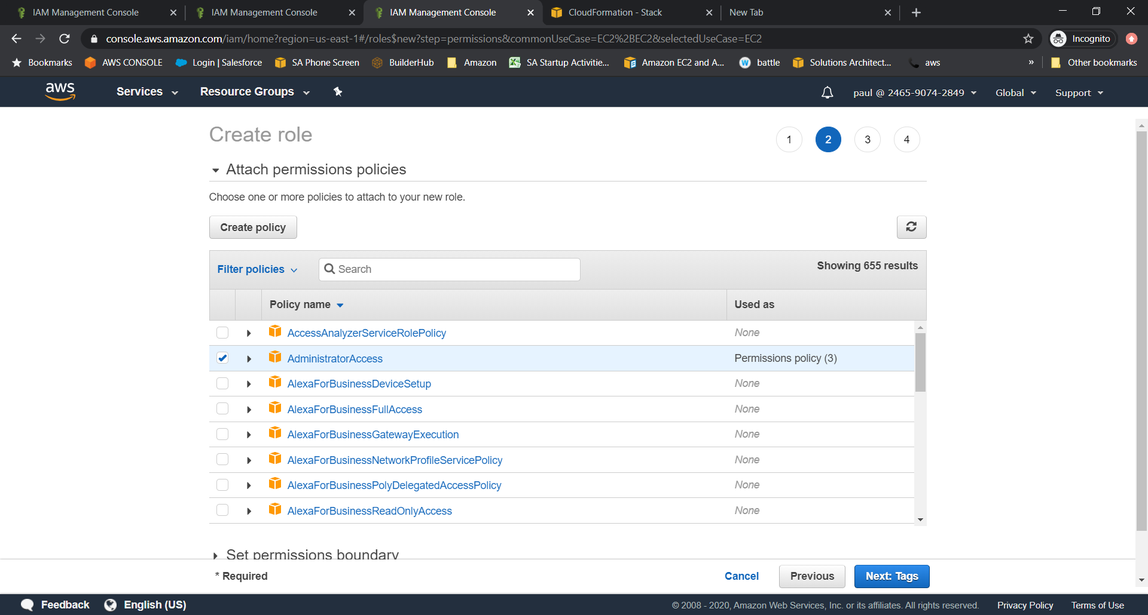 IAM Management Console
IAM Management Console
IAM Management Console
CloudFormation - Stack
New Tab
console.aws.amazon.com/iam/home?region=us-east-1#/roles$new?step=permissions&commonUseCase=EC2%2BEC2&selectedUseCase=EC2
Incognito
Bookmarks
AWS CONSOLE
Login | Salesforce
SA Phone Screen
BuilderHub
Amazon
SA Startup Activitie...
Amazon EC2 and A...
battle
Solutions Architect...
aws
»
Other bookmarks
aws
Services
Resource Groups
paul @ 2465-9074-2849
Global
Support
Create role
1
2
3
4
Attach permissions policies
Choose one or more policies to attach to your new role.
Create policy
Filter policies
Search
Showing 655 results
Policy name
Used as
AccessAnalyzerServiceRolePolicy
None
AdministratorAccess
Permissions policy (3)
AlexaForBusinessDeviceSetup
None
AlexaForBusinessFullAccess
None
AlexaForBusinessGatewayExecution
None
AlexaForBusinessNetworkProfileServicePolicy
None
AlexaForBusinessPolyDelegatedAccessPolicy
None
AlexaForBusinessReadOnlyAccess
None
Set permissions boundary
* Required
Cancel
Previous
Next: Tags
Feedback
English (US)
© 2008 - 2020, Amazon Web Services, Inc. or its affiliates. All rights reserved.
Privacy Policy
Terms of Use